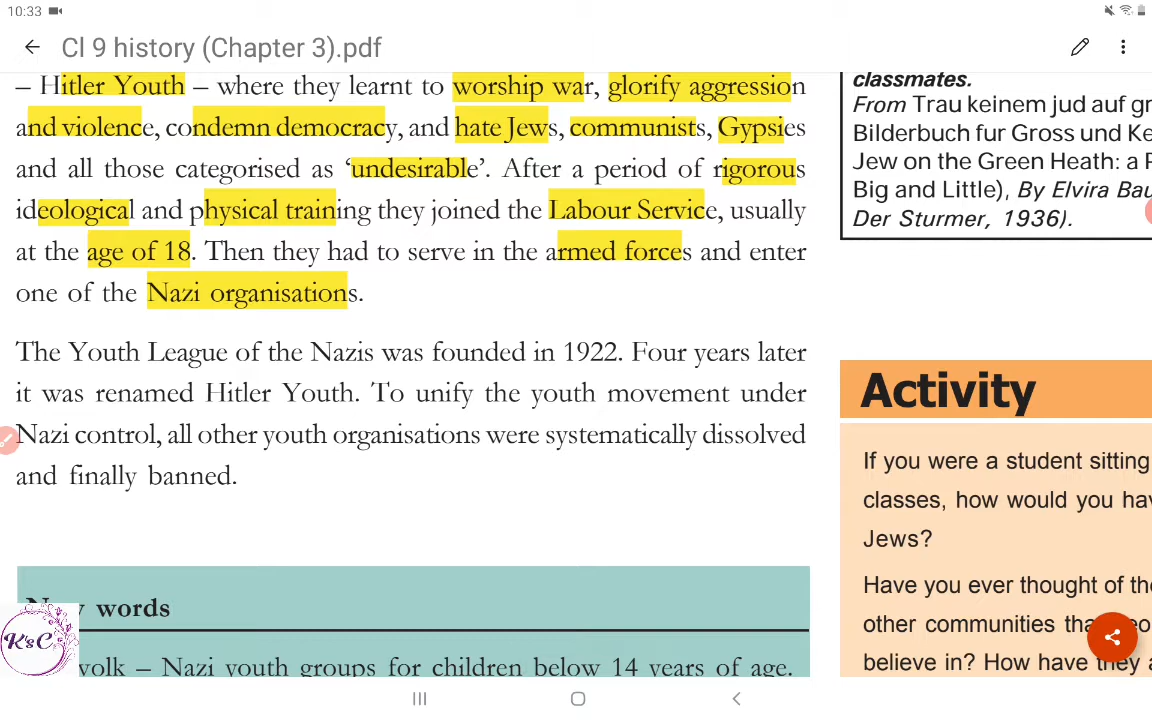 10:33
Cl 9 history (Chapter 3).pdf
– Hitler Youth – where they learnt to worship war, glorify aggression
and violence, condemn democracy, and hate Jews, communists, Gypsies
and all those categorised as ‘undesirable’. After a period of rigorous
ideological and physical training they joined the Labour Service, usually
at the age of 18. Then they had to serve in the armed forces and enter
one of the Nazi organisations.
The Youth League of the Nazis was founded in 1922. Four years later
it was renamed Hitler Youth. To unify the youth movement under
Nazi control, all other youth organisations were systematically dissolved
and finally banned.
words
volk – Nazi youth groups for children below 14 years of age.
K's C
classmates.
From Trau keinem jud auf gr
Bilderbuch fur Gross und Ke
Jew on the Green Heath: a P
Big and Little), By Elvira Bau
Der Sturmer, 1936).
Activity
If you were a student sitting
classes, how would you hav
Jews?
Have you ever thought of the
other communities tha
believe in? How have they a